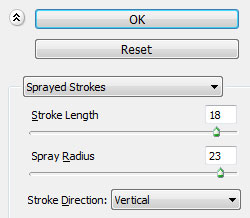 OK
Reset
Sprayed Strokes
Stroke Length 18
Spray Radius 23
Stroke Direction: Vertical